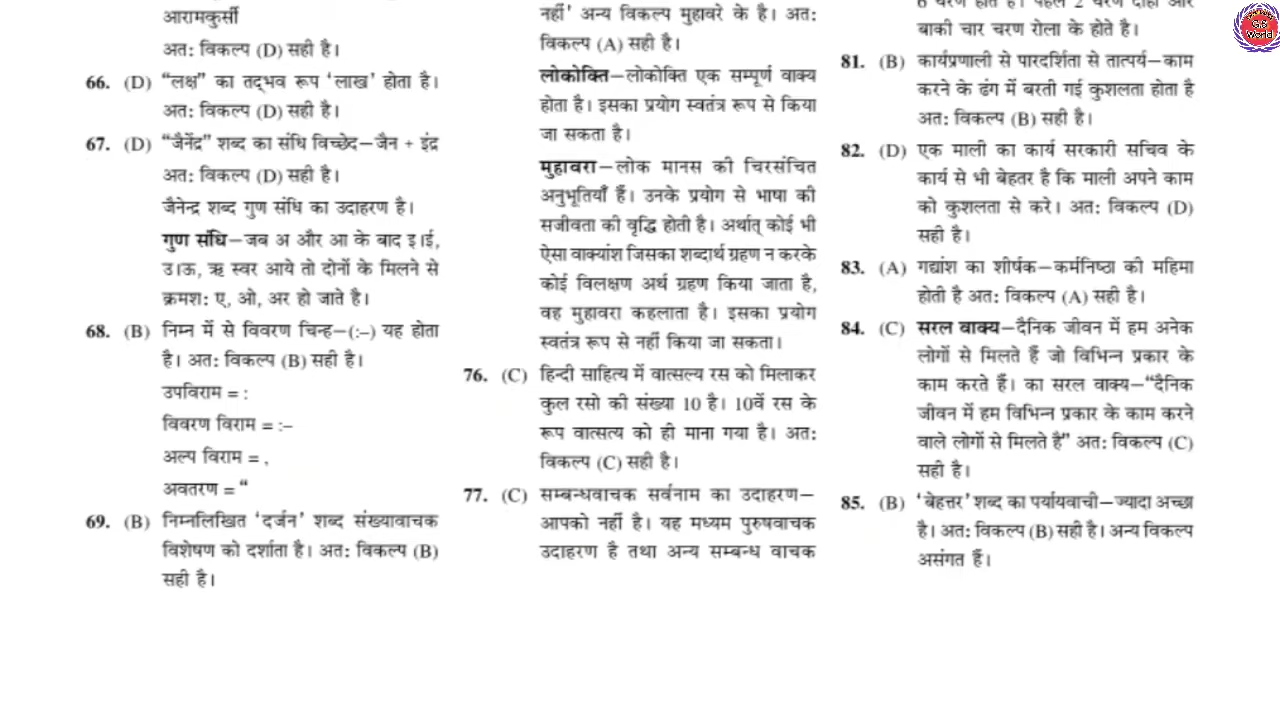 आरामकुर्सी
अत: विकल्प (D) सही है।
66. (D) “लक्ष” का तद्भव रूप ‘लाख’ होता है।
अत: विकल्प (D) सही है।
67. (D) “जैनेंद्र” शब्द का संधि विच्छेद–जैन + इंद्र
अत: विकल्प (D) सही है।
जैनेन्द्र शब्द गुण संधि का उदाहरण है।
गुण संधि–जब अ और आ के बाद इ।ई,
उ।ऊ, ऋ स्वर आये तो दोनों के मिलने से
क्रमश: ए, ओ, अर हो जाते है।
68. (B) निम्न में से विवरण चिन्ह–(:–) यह होता
है। अत: विकल्प (B) सही है।
उपविराम = :
विवरण विराम = :–
अल्प विराम = ,
अवतरण = “
69. (B) निम्नलिखित ‘दर्जन’ शब्द संख्यावाचक
विशेषण को दर्शाता है। अत: विकल्प (B)
सही है।
नहीं’ अन्य विकल्प मुहावरे के है। अत:
विकल्प (A) सही है।
लोकोक्ति–लोकोक्ति एक सम्पूर्ण वाक्य
होता है। इसका प्रयोग स्वतंत्र रूप से किया
जा सकता है।
मुहावरा–लोक मानस की चिरसंचित
अनुभूतियाँ हैं। उनके प्रयोग से भाषा की
सजीवता की वृद्धि होती है। अर्थात् कोई भी
ऐसा वाक्यांश जिसका शब्दार्थ ग्रहण न करके
कोई विलक्षण अर्थ ग्रहण किया जाता है,
वह मुहावरा कहलाता है। इसका प्रयोग
स्वतंत्र रूप से नहीं किया जा सकता।
76. (C) हिन्दी साहित्य में वात्सल्य रस को मिलाकर
कुल रसो की संख्या 10 है। 10वें रस के
रूप वात्सत्य को ही माना गया है। अत:
विकल्प (C) सही है।
77. (C) सम्बन्धवाचक सर्वनाम का उदाहरण–
आपको नहीं है। यह मध्यम पुरुषवाचक
उदाहरण है तथा अन्य सम्बन्ध वाचक
6 चरण होते है। पहले 2 चरण दोहा और
बाकी चार चरण रोला के होते है।
81. (B) कार्यप्रणाली से पारदर्शिता से तात्पर्य–काम
करने के ढंग में बरती गई कुशलता होता है
अत: विकल्प (B) सही है।
82. (D) एक माली का कार्य सरकारी सचिव के
कार्य से भी बेहतर है कि माली अपने काम
को कुशलता से करे। अत: विकल्प (D)
सही है।
83. (A) गद्यांश का शीर्षक–कर्मनिष्ठा की महिमा
होती है अत: विकल्प (A) सही है।
84. (C) सरल वाक्य–दैनिक जीवन में हम अनेक
लोगों से मिलते हैं जो विभिन्न प्रकार के
काम करते हैं। का सरल वाक्य–“दैनिक
जीवन में हम विभिन्न प्रकार के काम करने
वाले लोगों से मिलते है” अत: विकल्प (C)
सही है।
85. (B) ‘बेहत्तर’ शब्द का पर्यायवाची–ज्यादा अच्छा
है। अत: विकल्प (B) सही है। अन्य विकल्प
असंगत हैं।
World